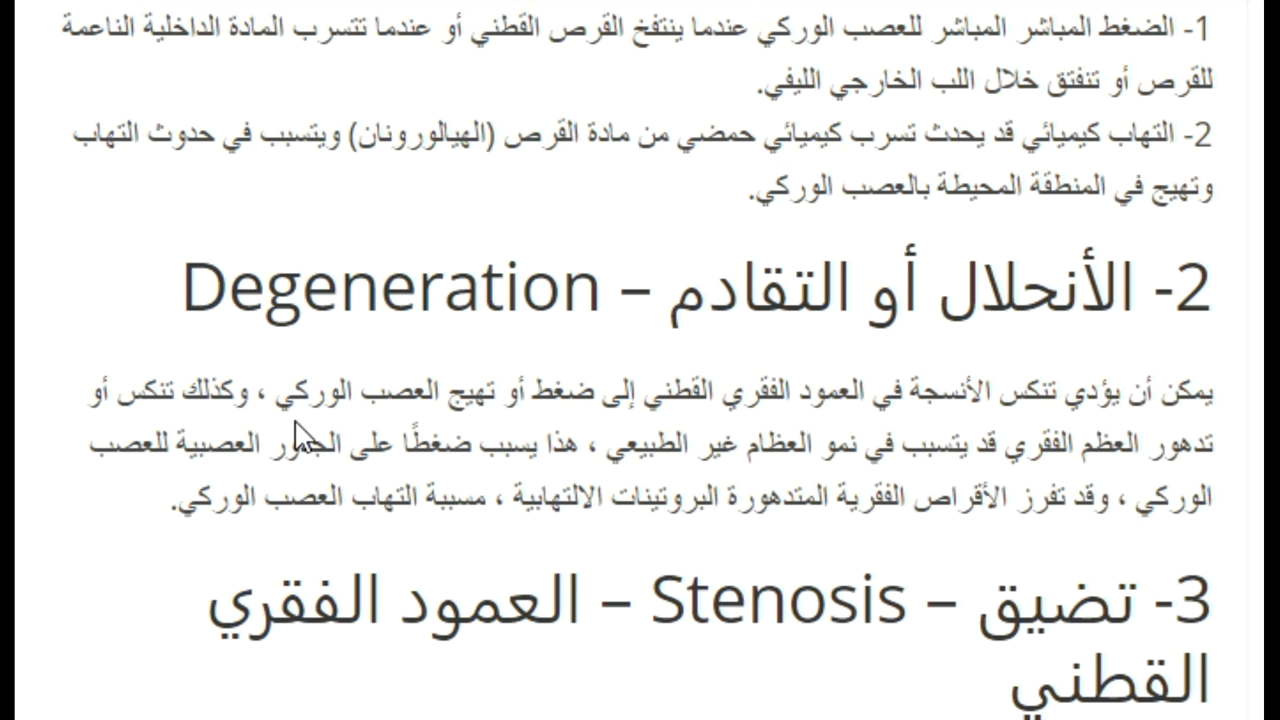 1- الضغط المباشر المباشر للعصب الوركي عندما ينتفخ القرص القطني أو عندما تتسرب المادة الداخلية الناعمة
للقرص أو تنفتق خلال اللب الخارجي الليفي.
2- التهاب كيميائي قد يحدث تسرب كيميائي حمضي من مادة القرص (الهيالورونان) ويتسبب في حدوث التهاب
وتهيج في المنطقة المحيطة بالعصب الوركي.
2- الأنحلال أو التقادم – Degeneration
يمكن أن يؤدي تنكس الأنسجة في العمود الفقري القطني إلى ضغط أو تهيج العصب الوركي ، وكذلك تنكس أو
تدهور العظم الفقري قد يتسبب في نمو العظام غير الطبيعي ، هذا يسبب ضغطًا على الجذور العصبية للعصب
الوركي ، وقد تفرز الأقراص الفقرية المتدهورة البروتينات الالتهابية ، مسببة التهاب العصب الوركي.
3- تضيق – Stenosis – العمود الفقري
القطني